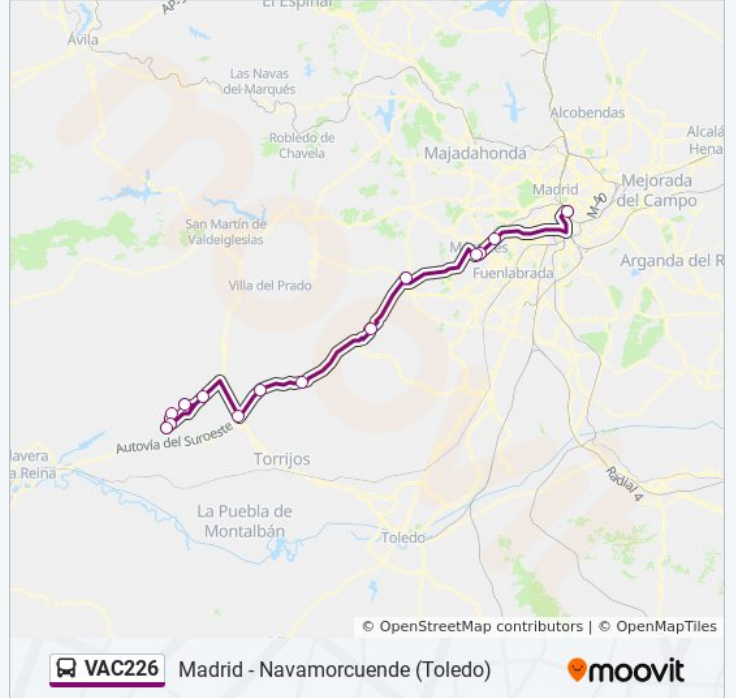 El Espinar
AP-
Ávila
Las Navas
del Marqués
Alcobendas
Robledo de
Chavela
Alcalá
Hena
Majadahonda
Madrid
Mejorada
del Campo
M-40
San Martín de
Valdeiglesias
Fuenlabrada
Arganda del R
Villa del Prado
Autovía del Suroeste
lavera
a Reina
Torrijos
Radial 4
La Puebla de
Montalbán
Toledo
moovit
© OpenStreetMap contributors | © OpenMapTiles
VAC226 Madrid - Navamorcuende (Toledo) moovit